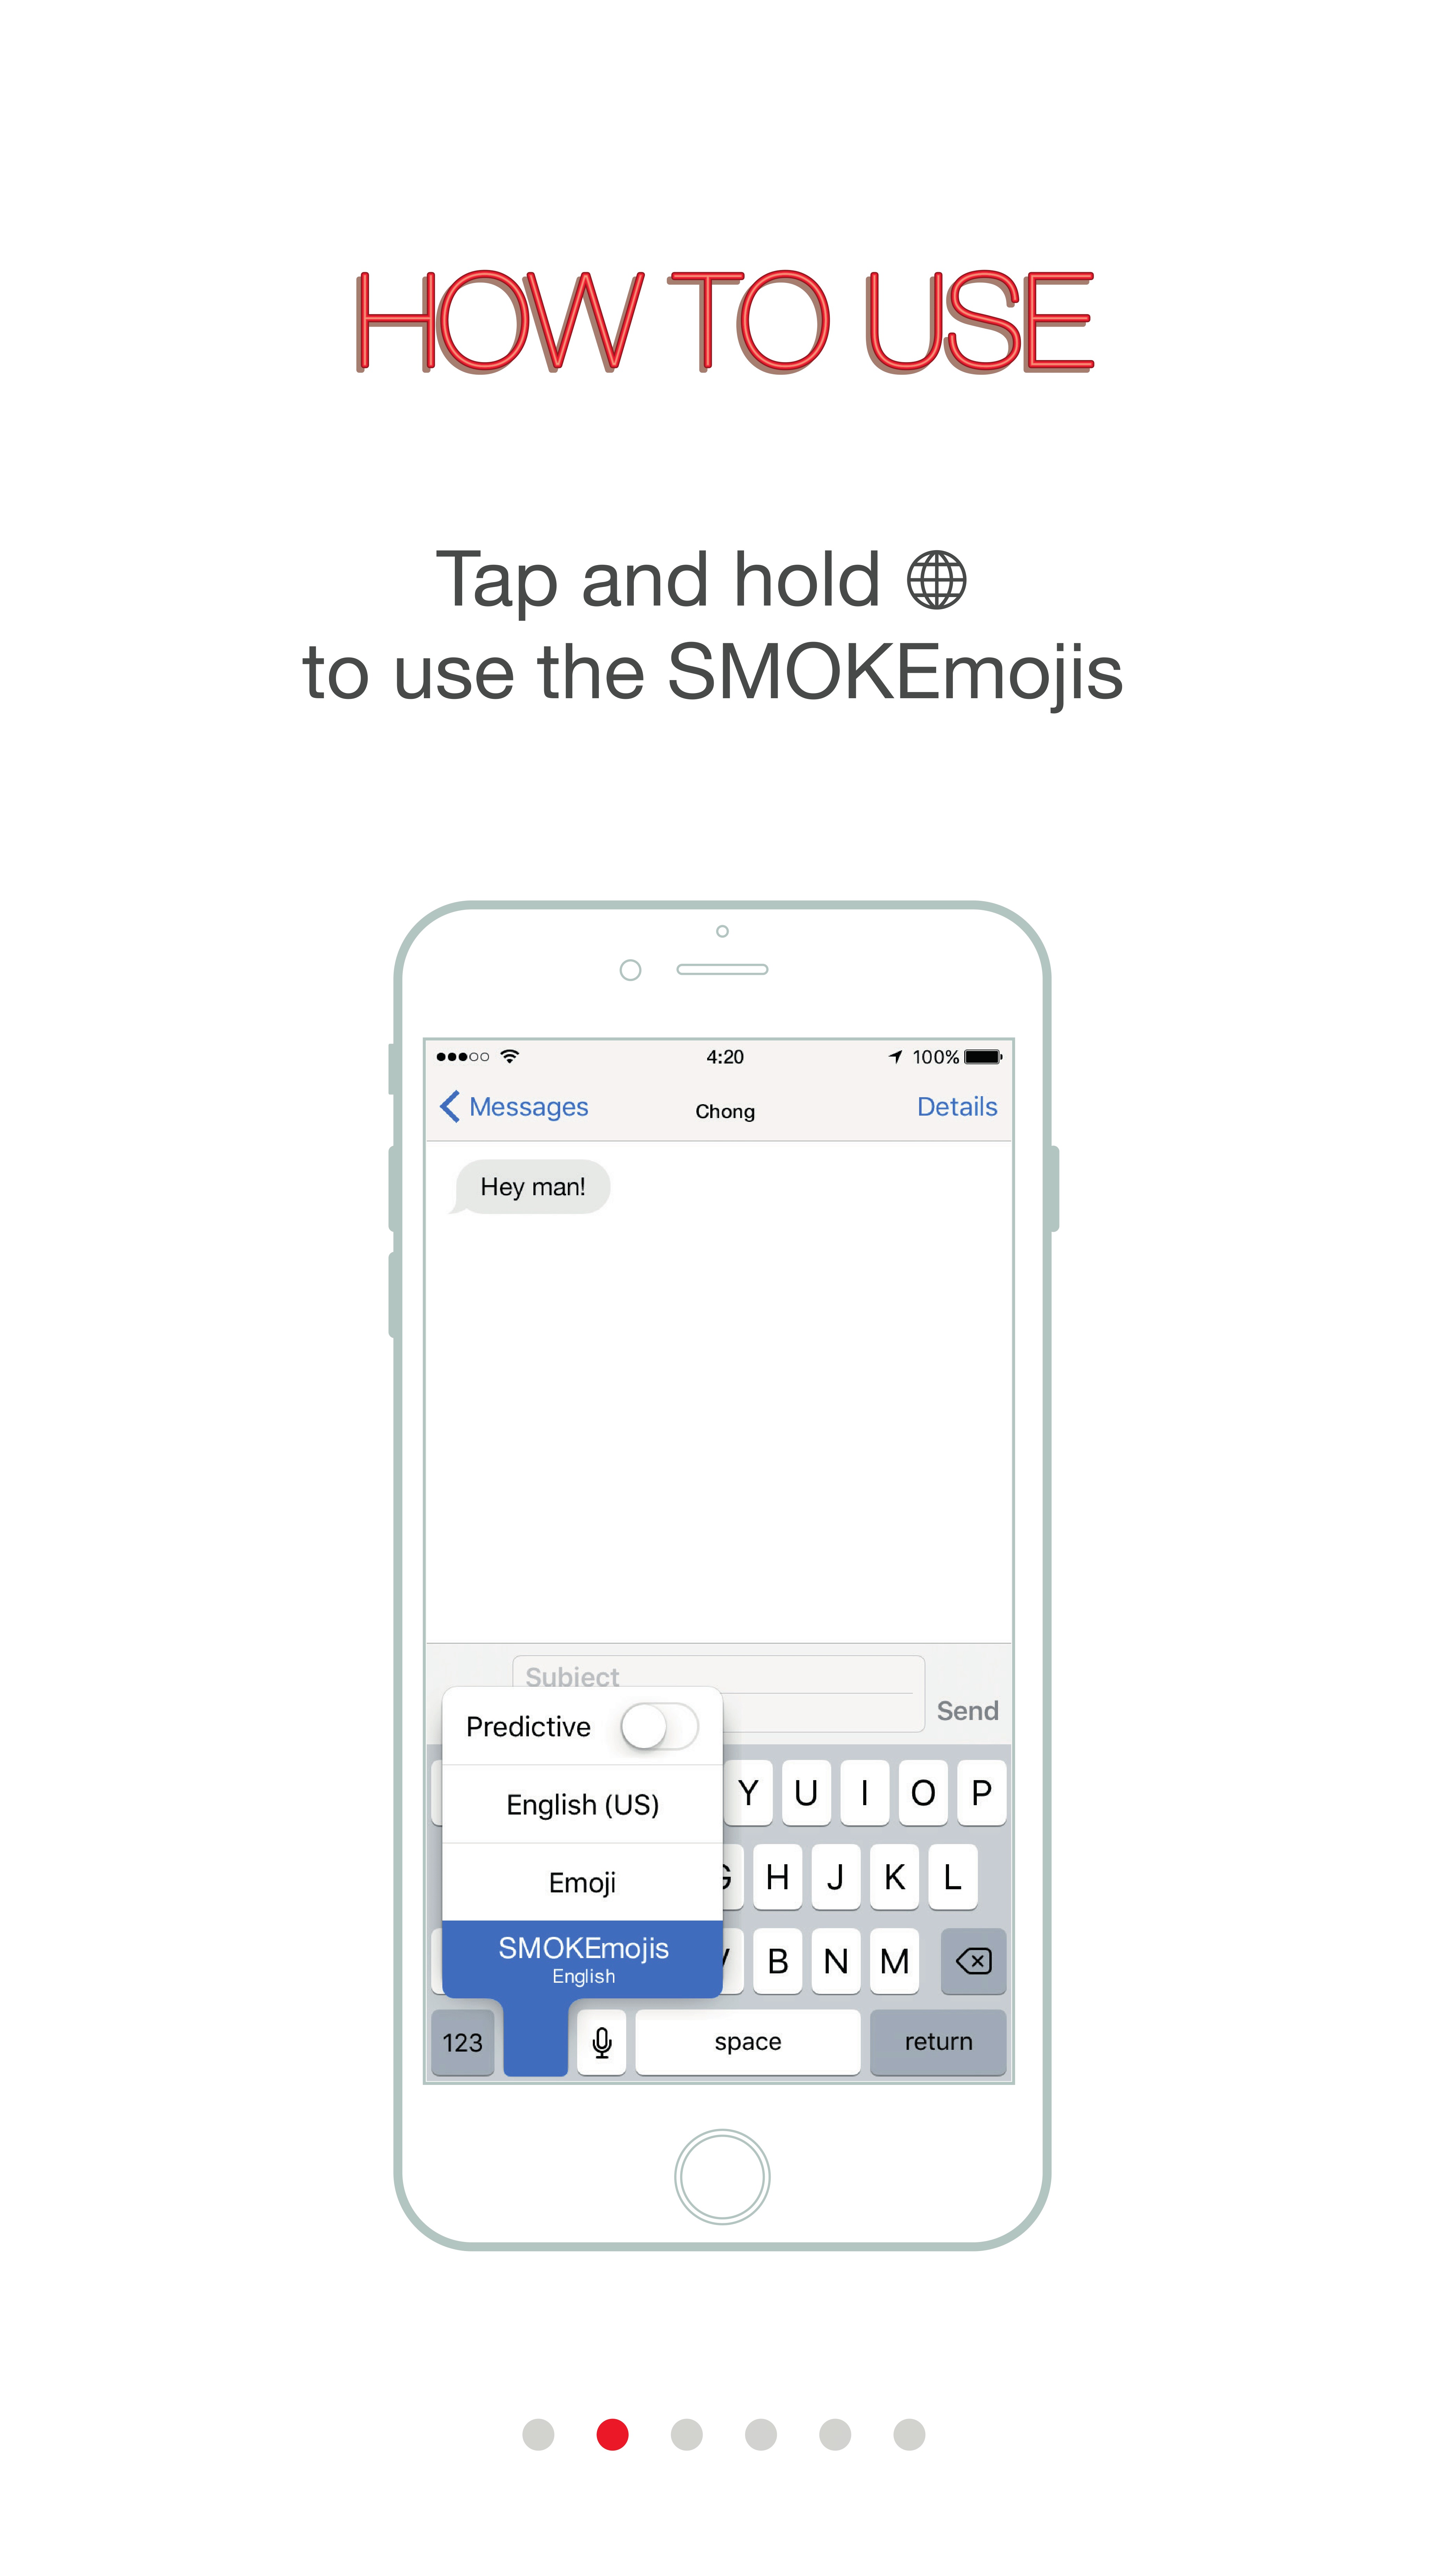 HOW TO USE
Tap and hold
to use the SMOKEmojis
4:20 100%
Messages Chong Details
Hey man!
Subject
Send
Predictive
English (US)
Emoji
SMOKEmojis
English
Y U I O P
G H J K L
V B N M
123 space return